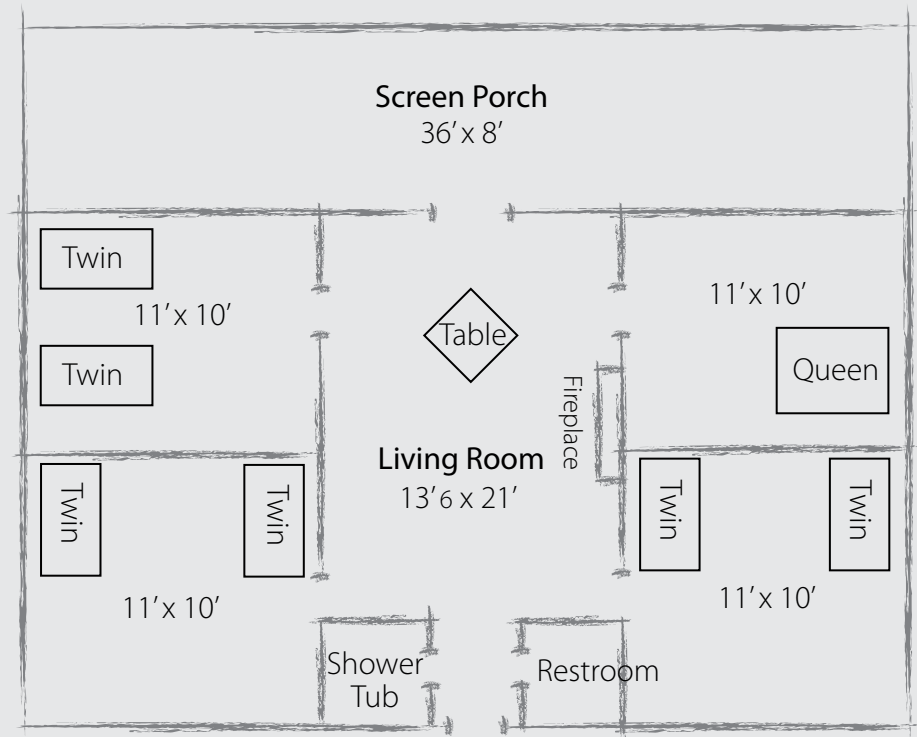 Screen Porch
36' x 8'
Twin
11' x 10'
11' x 10'
Table
Twin
Queen
Fireplace
Living Room
13' 6 x 21'
Twin
Twin
Twin
Twin
11' x 10'
11' x 10'
Shower
Tub
Restroom